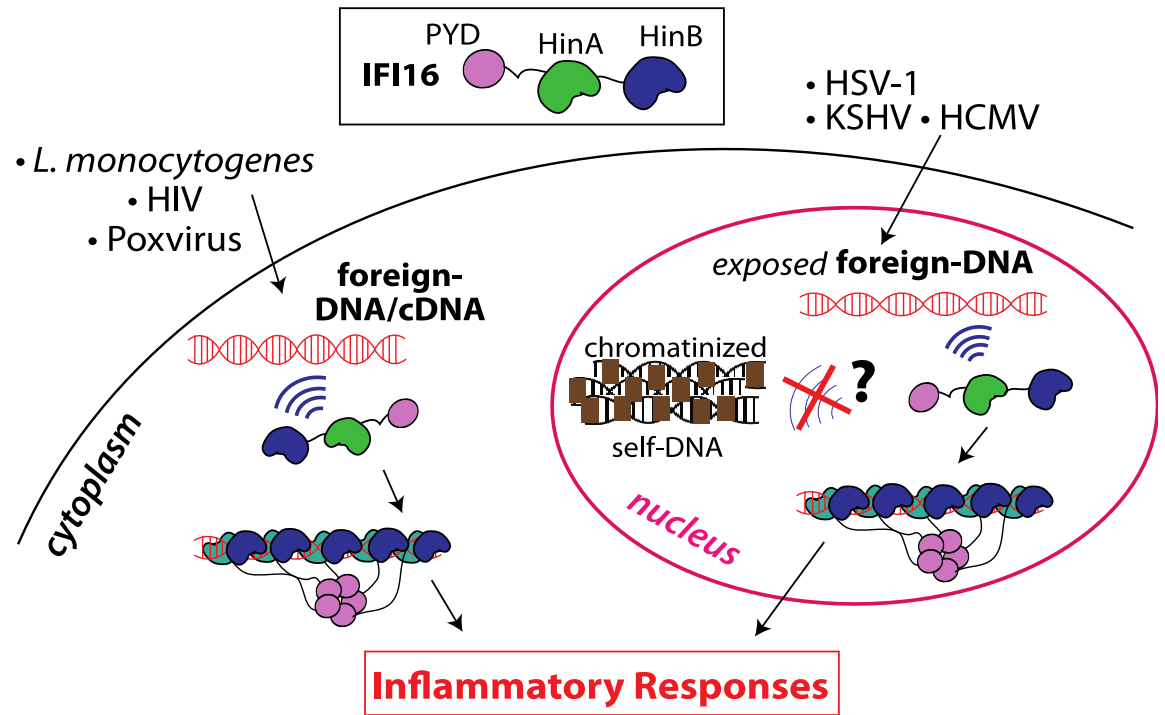 PYD HinA HinB
IFI16
• HSV-1
• KSHV • HCMV
• L. monocytogenes
• HIV
• Poxvirus
foreign-
DNA/cDNA
exposed foreign-DNA
chromatinized
?
self-DNA
cytoplasm
nucleus
Inflammatory Responses